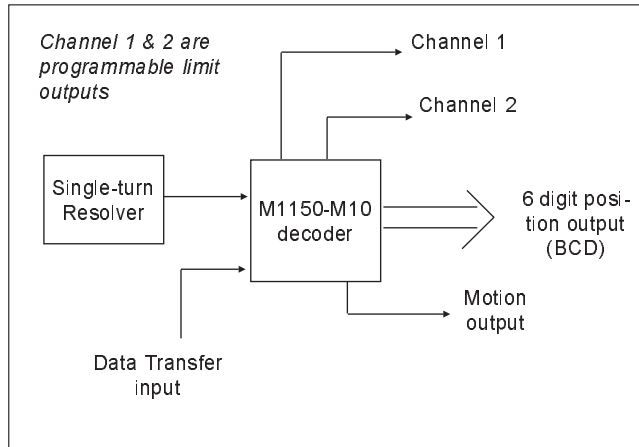 Channel 1 & 2 are
programmable limit
outputs
Channel 1
Channel 2
Single-turn
Resolver
M1150-M10
decoder
6 digit posi-
tion output
(BCD)
Motion
output
Data Transfer
input